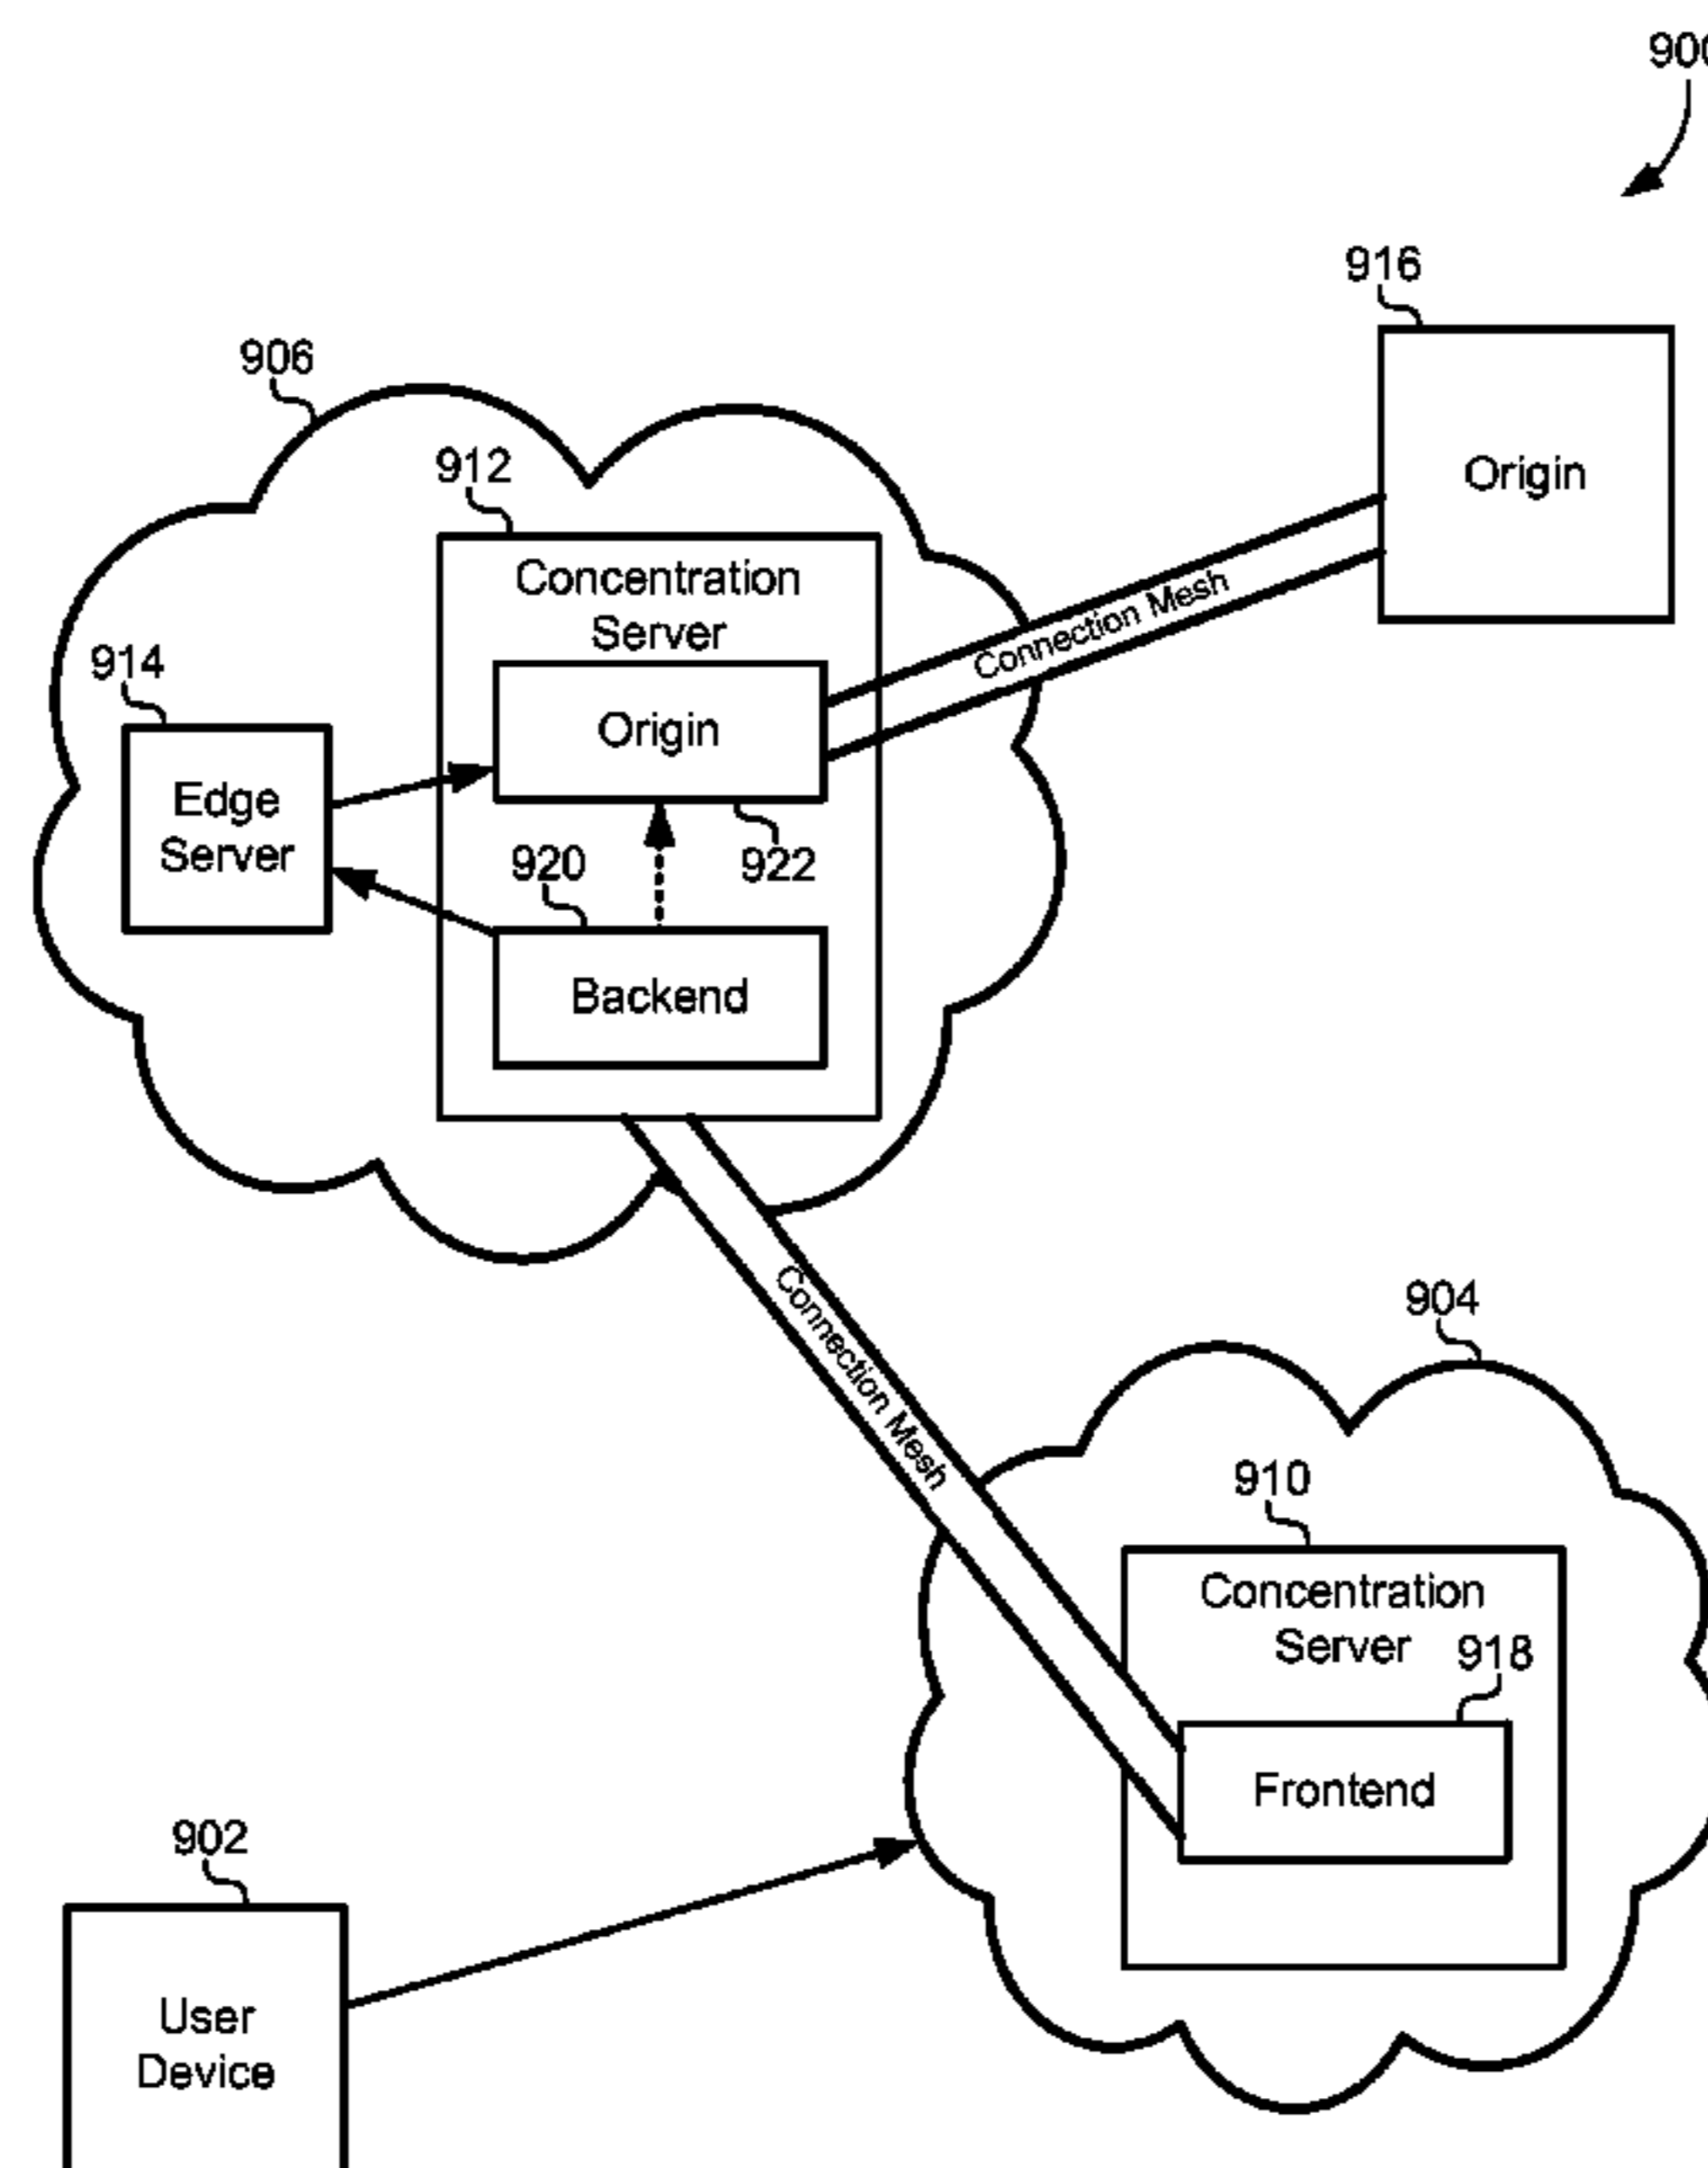 900
916
Origin
906
912
Concentration
Server
Connection Mesh
914
Origin
Edge
Server
920
922
Backend
Connection Mesh
904
910
Concentration
Server
918
Frontend
902
User
Device